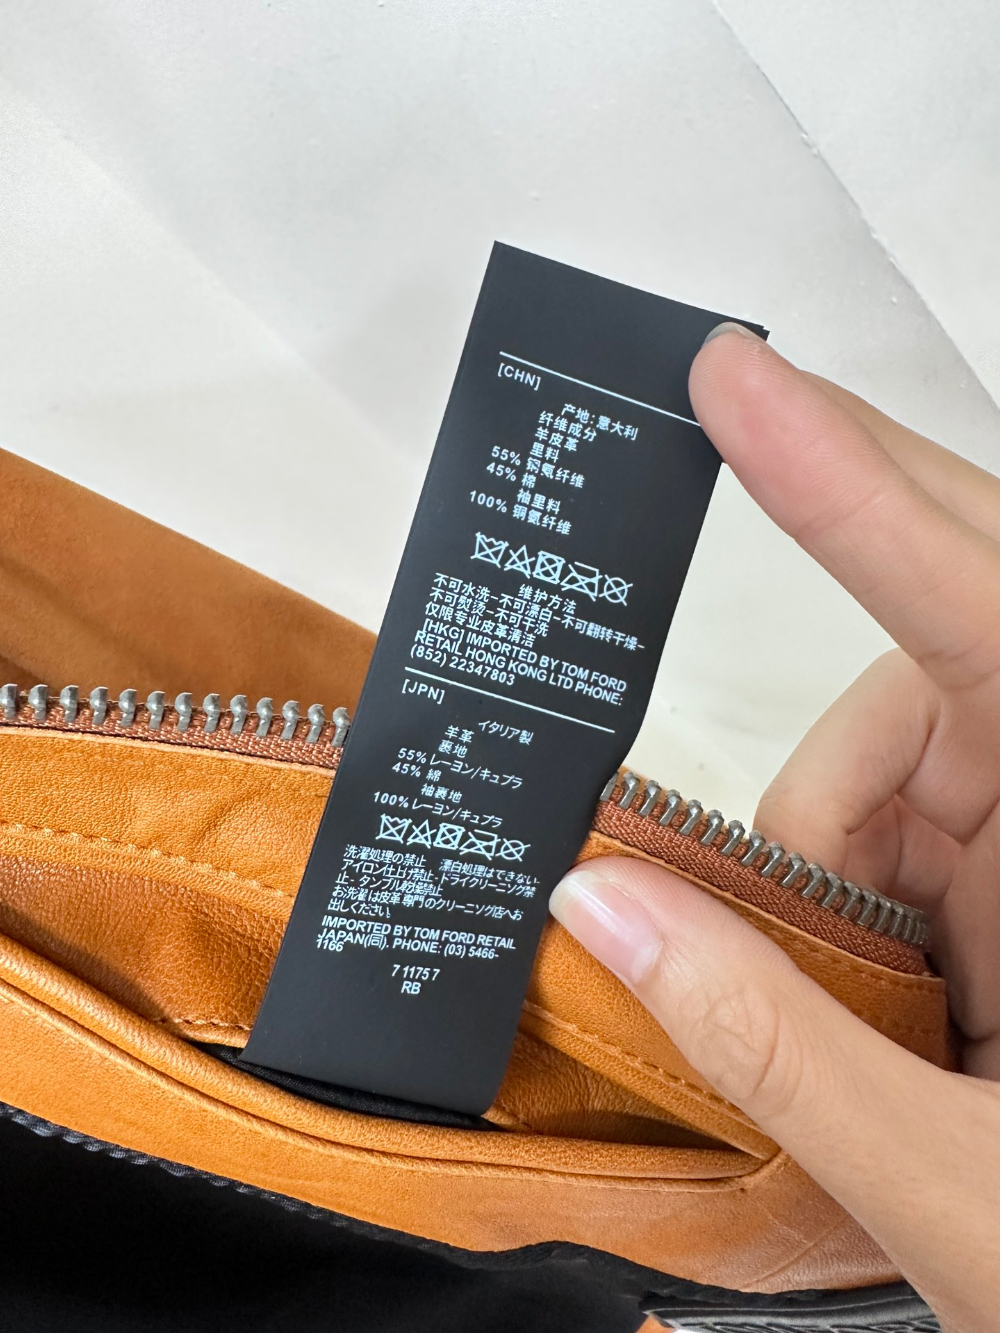 [CHN]
产地: 意大利
纤维成分
羊皮革
里料
55% 铜氨纤维
45% 棉
袖里料
100% 铜氨纤维
维护方法
不可水洗-不可漂白-不可翻转干燥-
不可熨烫-不可干洗
仅限专业皮革清洁
[HKG] IMPORTED BY TOM FORD
RETAIL HONG KONG LTD PHONE:
(852) 22347803
[JPN]
イタリア製
羊革
裏地
55% レーヨン/キュプラ
45% 綿
袖裏地
100% レーヨン/キュプラ
洗濯処理の禁止 漂白処理はできない-
アイロン仕上げ禁止-ドライクリーニング禁
止- タンブル乾燥禁止
お洗濯は皮革専門のクリーニング店へお
出しください
IMPORTED BY TOM FORD RETAIL
JAPAN(同). PHONE: (03) 5466-
1166
7 1175 7
RB